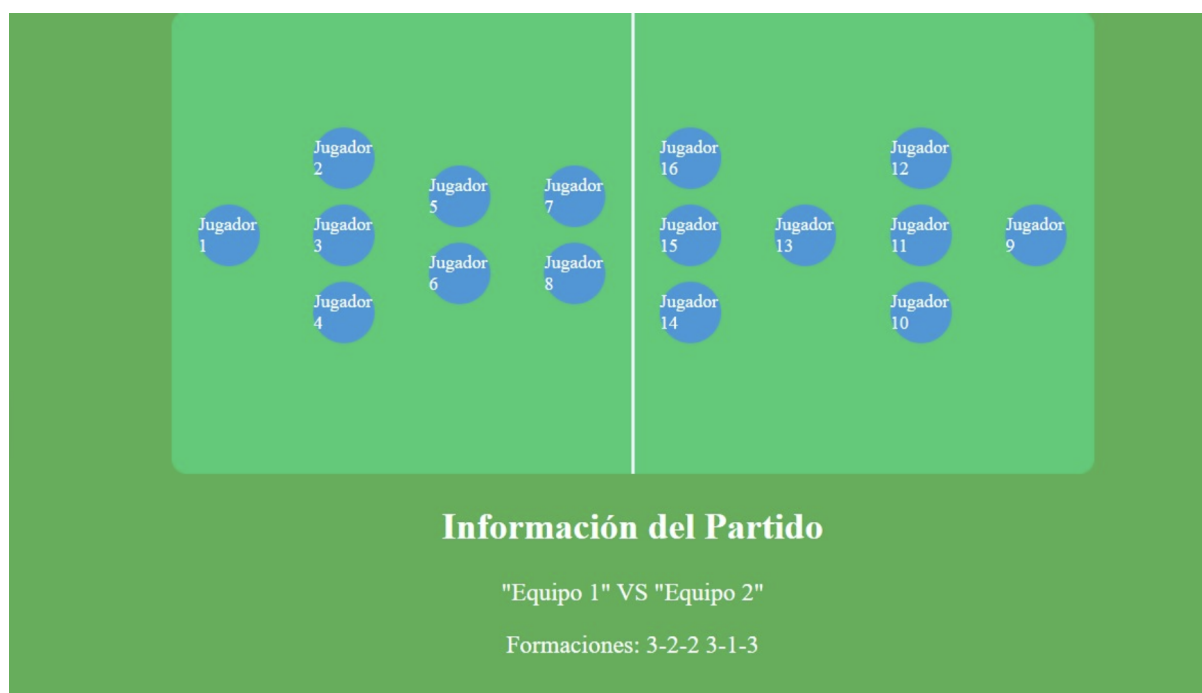 Jugador
1
Jugador
2
Jugador
3
Jugador
4
Jugador
5
Jugador
6
Jugador
7
Jugador
8
Jugador
16
Jugador
15
Jugador
14
Jugador
13
Jugador
12
Jugador
11
Jugador
10
Jugador
9
Información del Partido
"Equipo 1" VS "Equipo 2"
Formaciones: 3-2-2 3-1-3